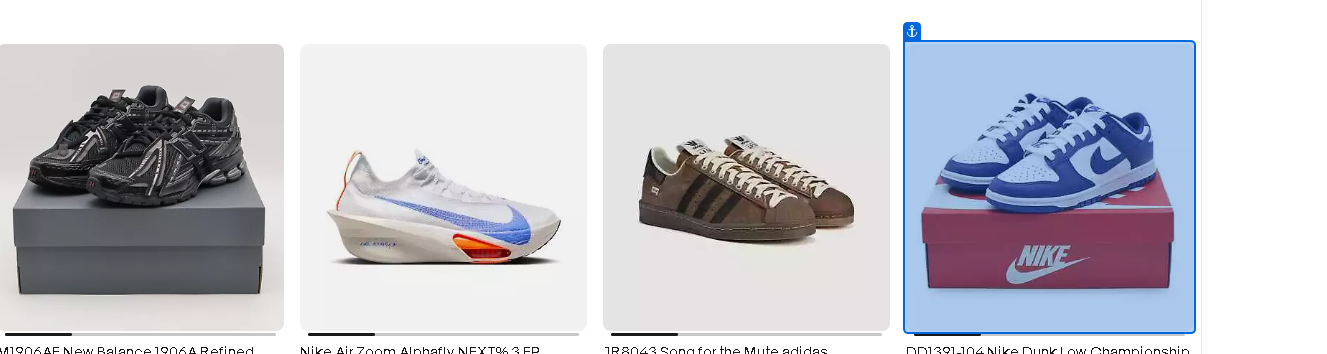 NIKE
M1906AE New Balance 1906A Refined
Nike Air Zoom Alphafly NEXT% 3 FP
JR8043 Song for the Mute adidas
DD1391-104 Nike Dunk Low Championship